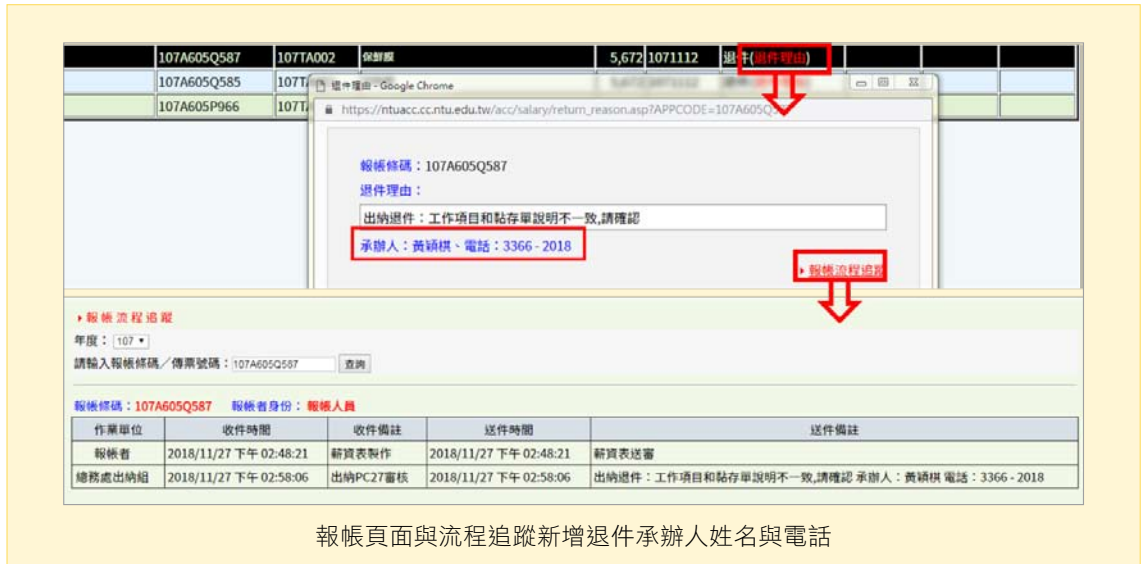 107A605Q587 107TA002 保鮮膜 5,672 1071112 退件(退件理由)
107A605Q585
107A605P966
退件理由 - Google Chrome
https://ntuacc.cc.ntu.edu.tw/acc/salary/return_reason.asp?APPCODE=107A605Q
報帳條碼：107A605Q587
退件理由：
出納退件：工作項目和黏存單說明不一致,請確認
承辦人：黃穎棋、電話：3366 - 2018
報帳流程追蹤
報帳流程追蹤
年度：107
請輸入報帳條碼／傳票號碼：107A605Q587 查詢
報帳條碼：107A605Q587 報帳者身份：報帳人員
作業單位 收件時間 收件備註 送件時間 送件備註
報帳者 2018/11/27 下午 02:48:21 薪資表製作 2018/11/27 下午 02:48:21 薪資表送審
總務處出納組 2018/11/27 下午 02:58:06 出納PC27審核 2018/11/27 下午 02:58:06 出納退件：工作項目和黏存單說明不一致,請確認 承辦人：黃穎棋 電話：3366 - 2018
報帳頁面與流程追蹤新增退件承辦人姓名與電話